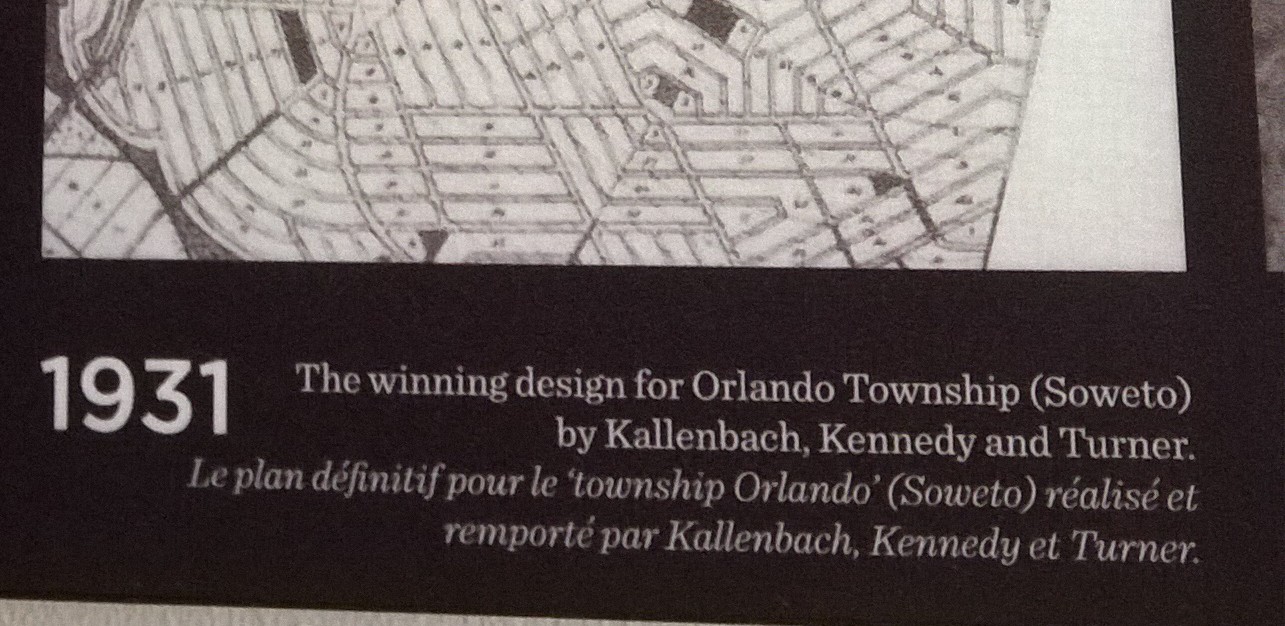 1931
The winning design for Orlando Township (Soweto)
by Kallenbach, Kennedy and Turner.
Le plan définitif pour le ‘township Orlando’ (Soweto) réalisé et
remporté par Kallenbach, Kennedy et Turner.